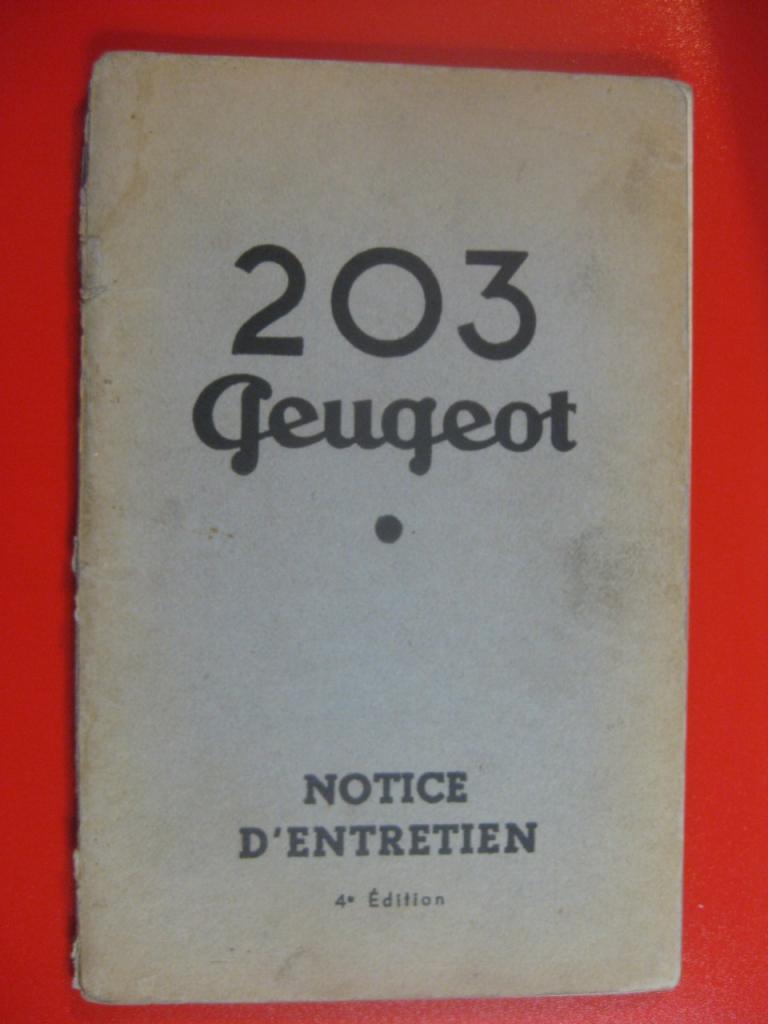 203
Peugeot
•
NOTICE
D'ENTRETIEN
4e Édition